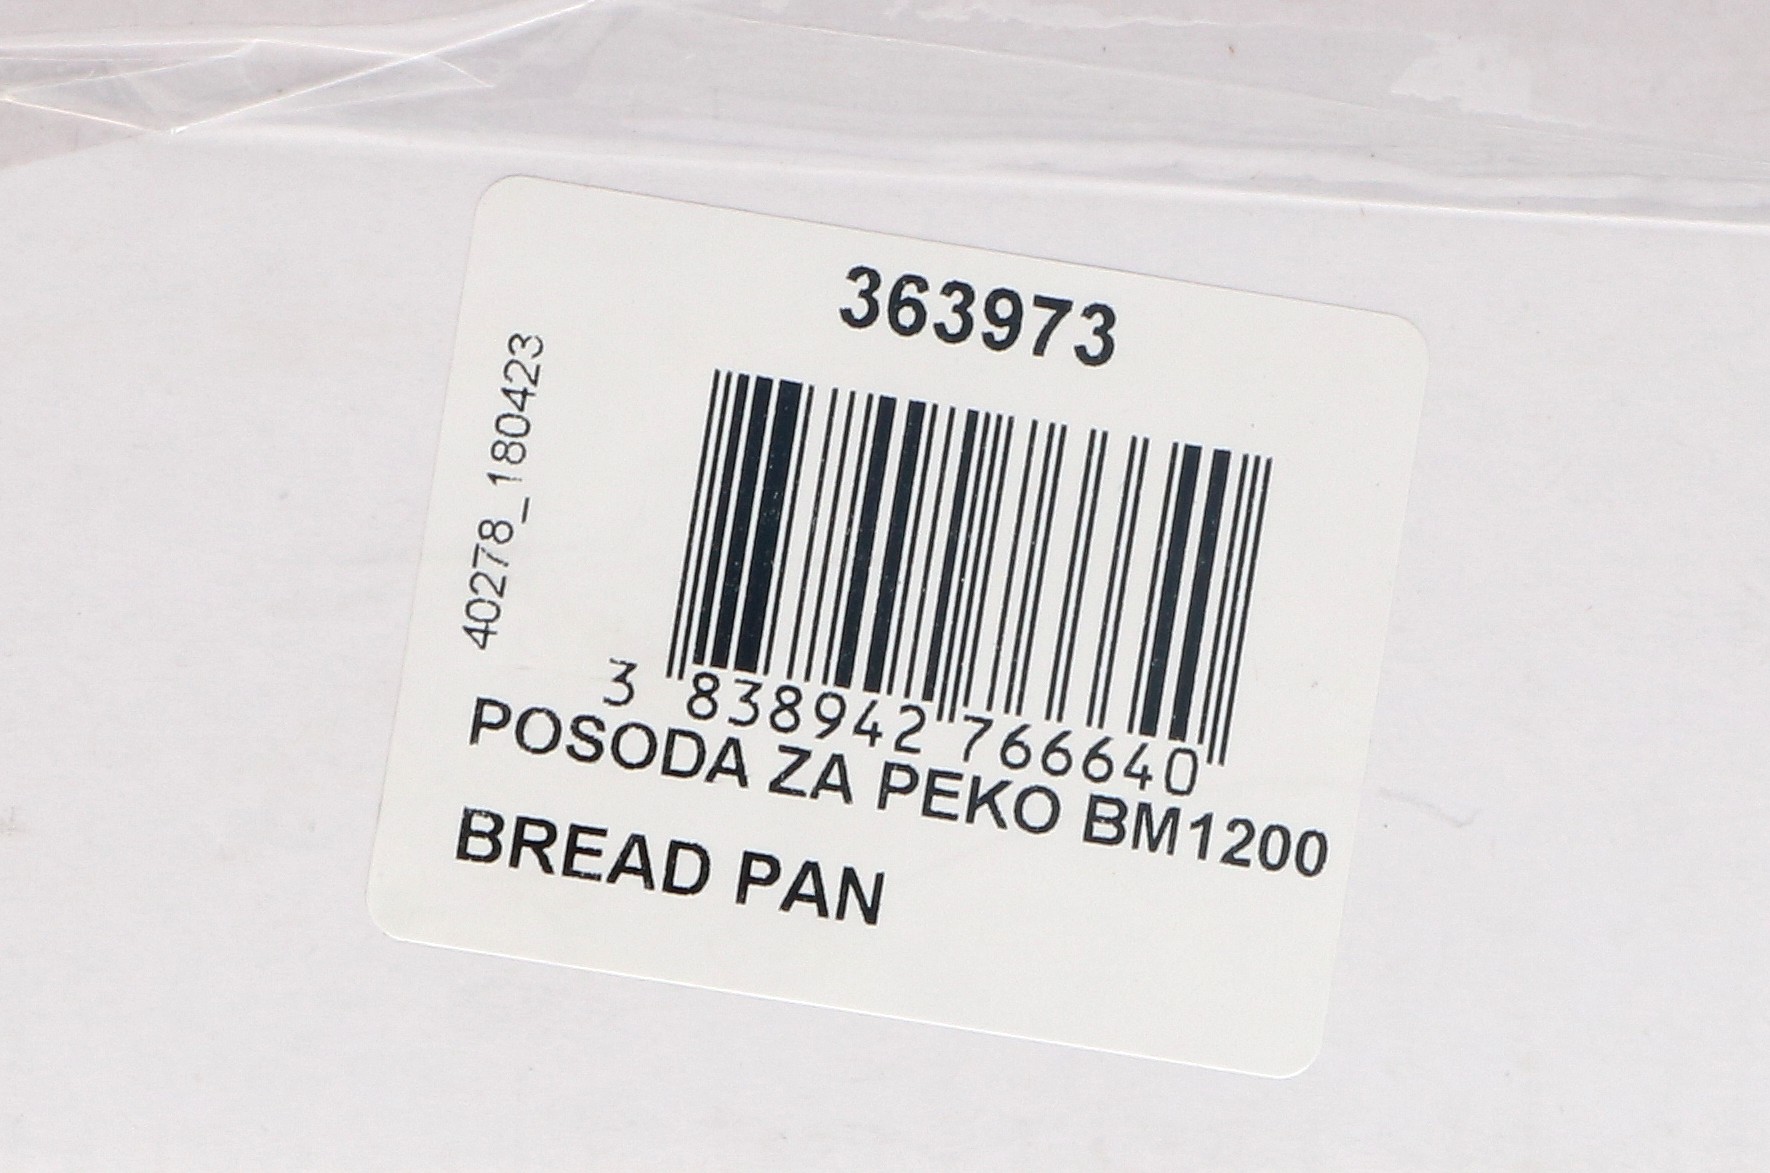 363973
40278_180423
3 838942 766640
POSODA ZA PEKO BM1200
BREAD PAN